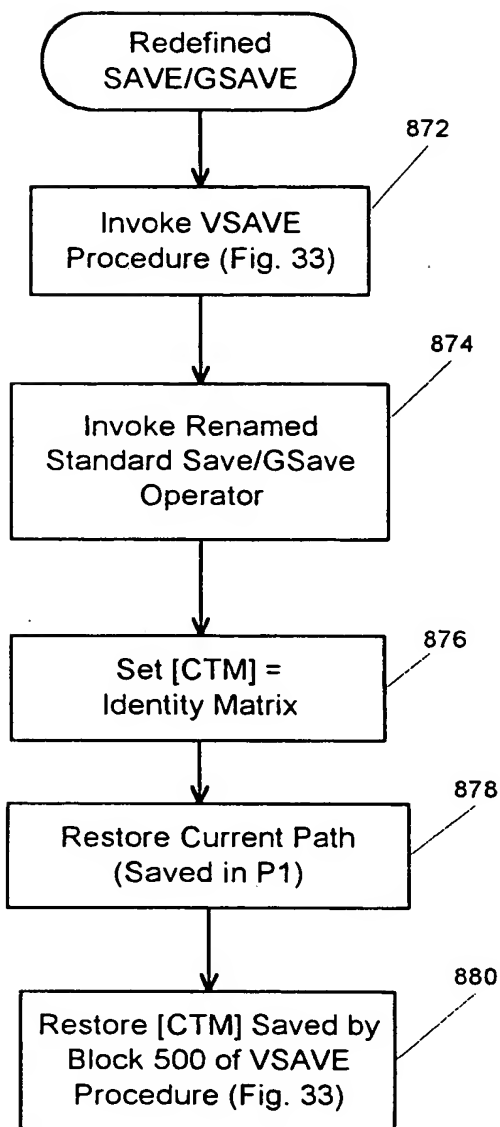 Redefined
SAVE/GSAVE
872
Invoke VSAVE
Procedure (Fig. 33)
874
Invoke Renamed
Standard Save/GSave
Operator
876
Set [CTM] =
Identity Matrix
878
Restore Current Path
(Saved in P1)
880
Restore [CTM] Saved by
Block 500 of VSAVE
Procedure (Fig. 33)